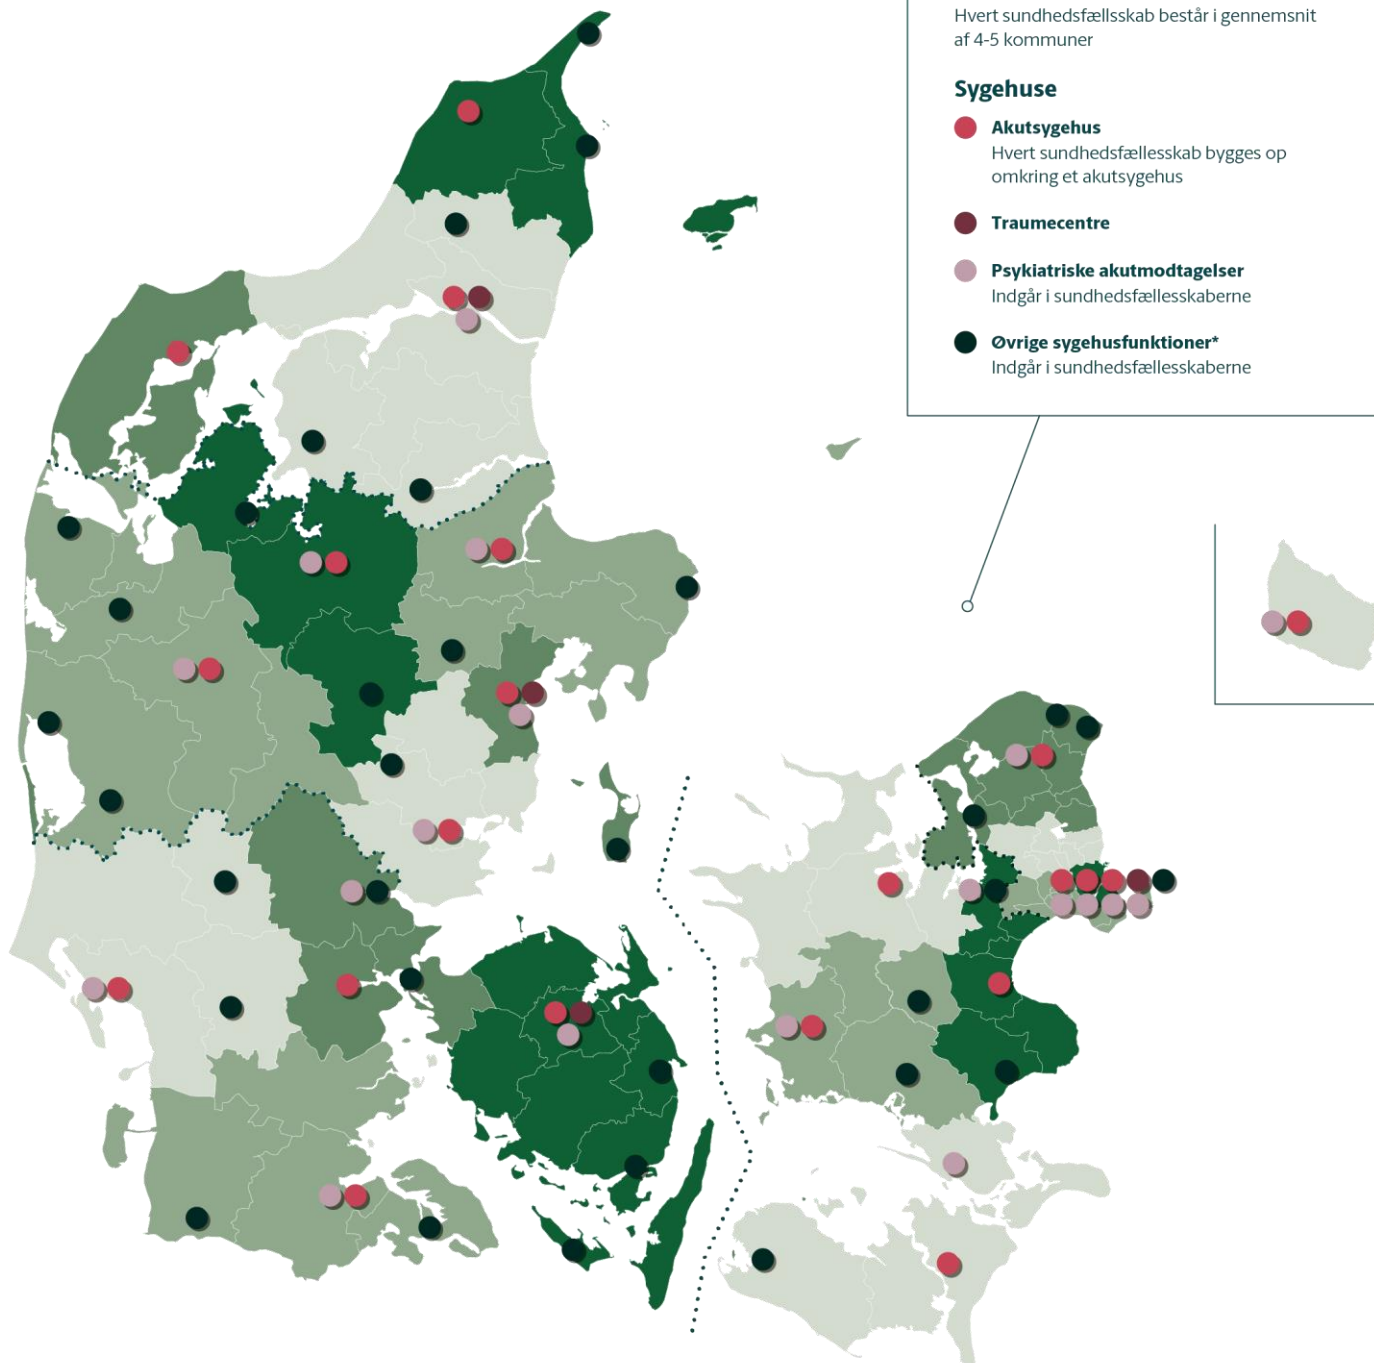 Hvert sundhedsfællsskab består i gennemsnit
af 4-5 kommuner
Sygehuse
Akutsygehus
Hvert sundhedsfællesskab bygges op
omkring et akutsygehus
Traumecentre
Psykiatriske akutmodtagelser
Indgår i sundhedsfællesskaberne
Øvrige sygehusfunktioner*
Indgår i sundhedsfællesskaberne